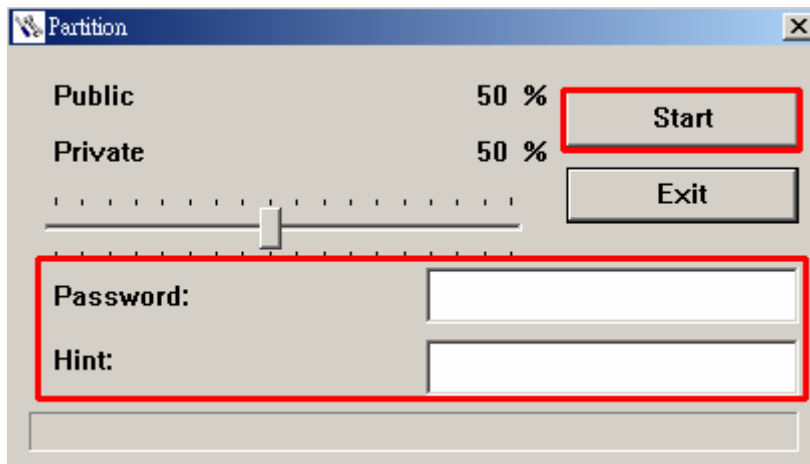 Partition
Public 50 %
Start
Private 50 %
Exit
Password:
Hint: